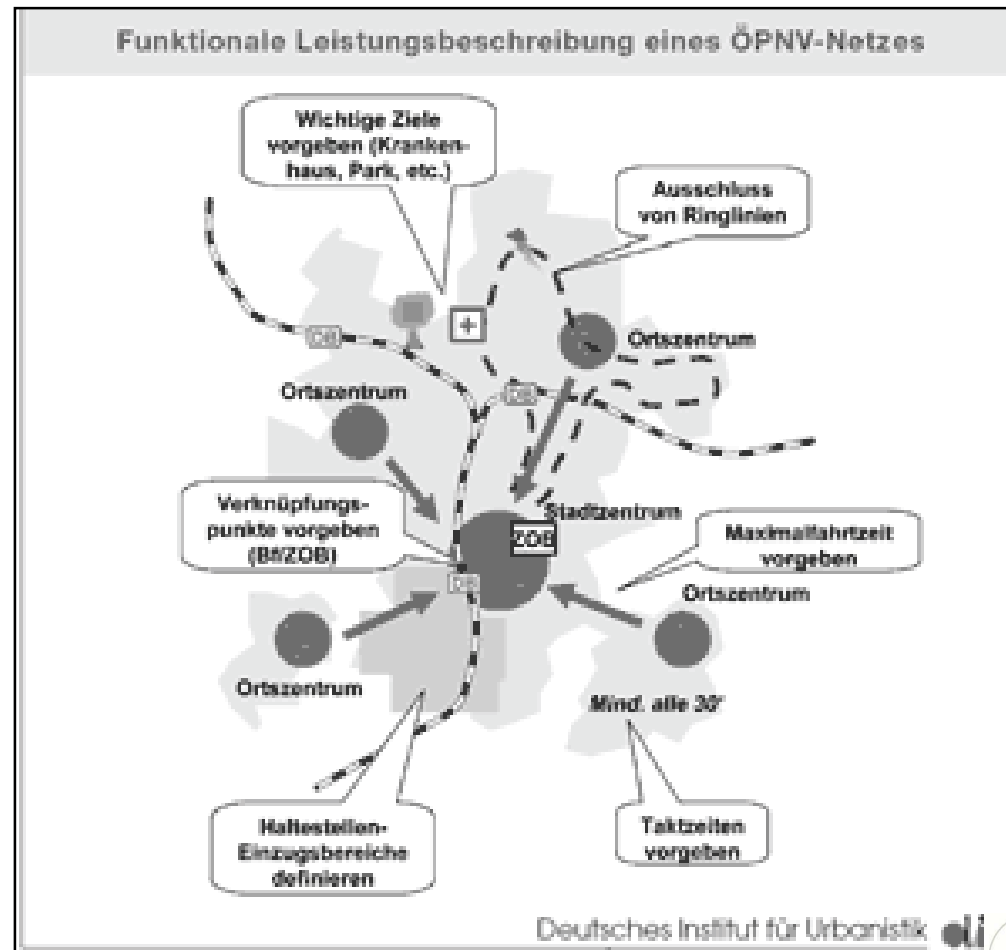 Funktionale Leistungsbeschreibung eines ÖPNV-Netzes
Wichtige Ziele
vorgeben (Kranken-
haus, Park, etc.)
Ausschluss
von Ringlinien
DB
Ortszentrum
Ortszentrum
DB
Verknüpfungs-
punkte vorgeben
(Bf/ZOB)
Stadtzentrum
ZOB
Maximalfahrtzeit
vorgeben
DB
Ortszentrum
Ortszentrum
Mind. alle 30'
Haltestellen-
Einzugsbereiche
definieren
Taktzeiten
vorgeben
Deutsches Institut für Urbanistik